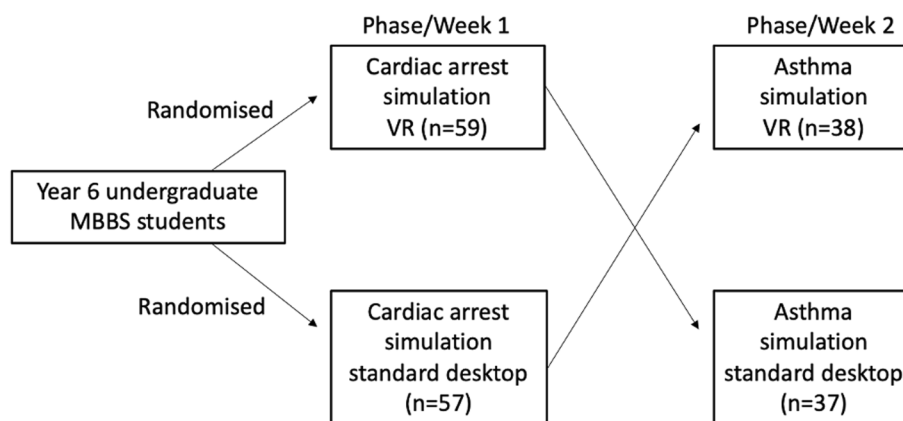 Phase/Week 1
Phase/Week 2
Cardiac arrest
simulation
VR (n=59)
Asthma
simulation
VR (n=38)
Randomised
Year 6 undergraduate
MBBS students
Randomised
Cardiac arrest
simulation
standard desktop
(n=57)
Asthma
simulation
standard desktop
(n=37)